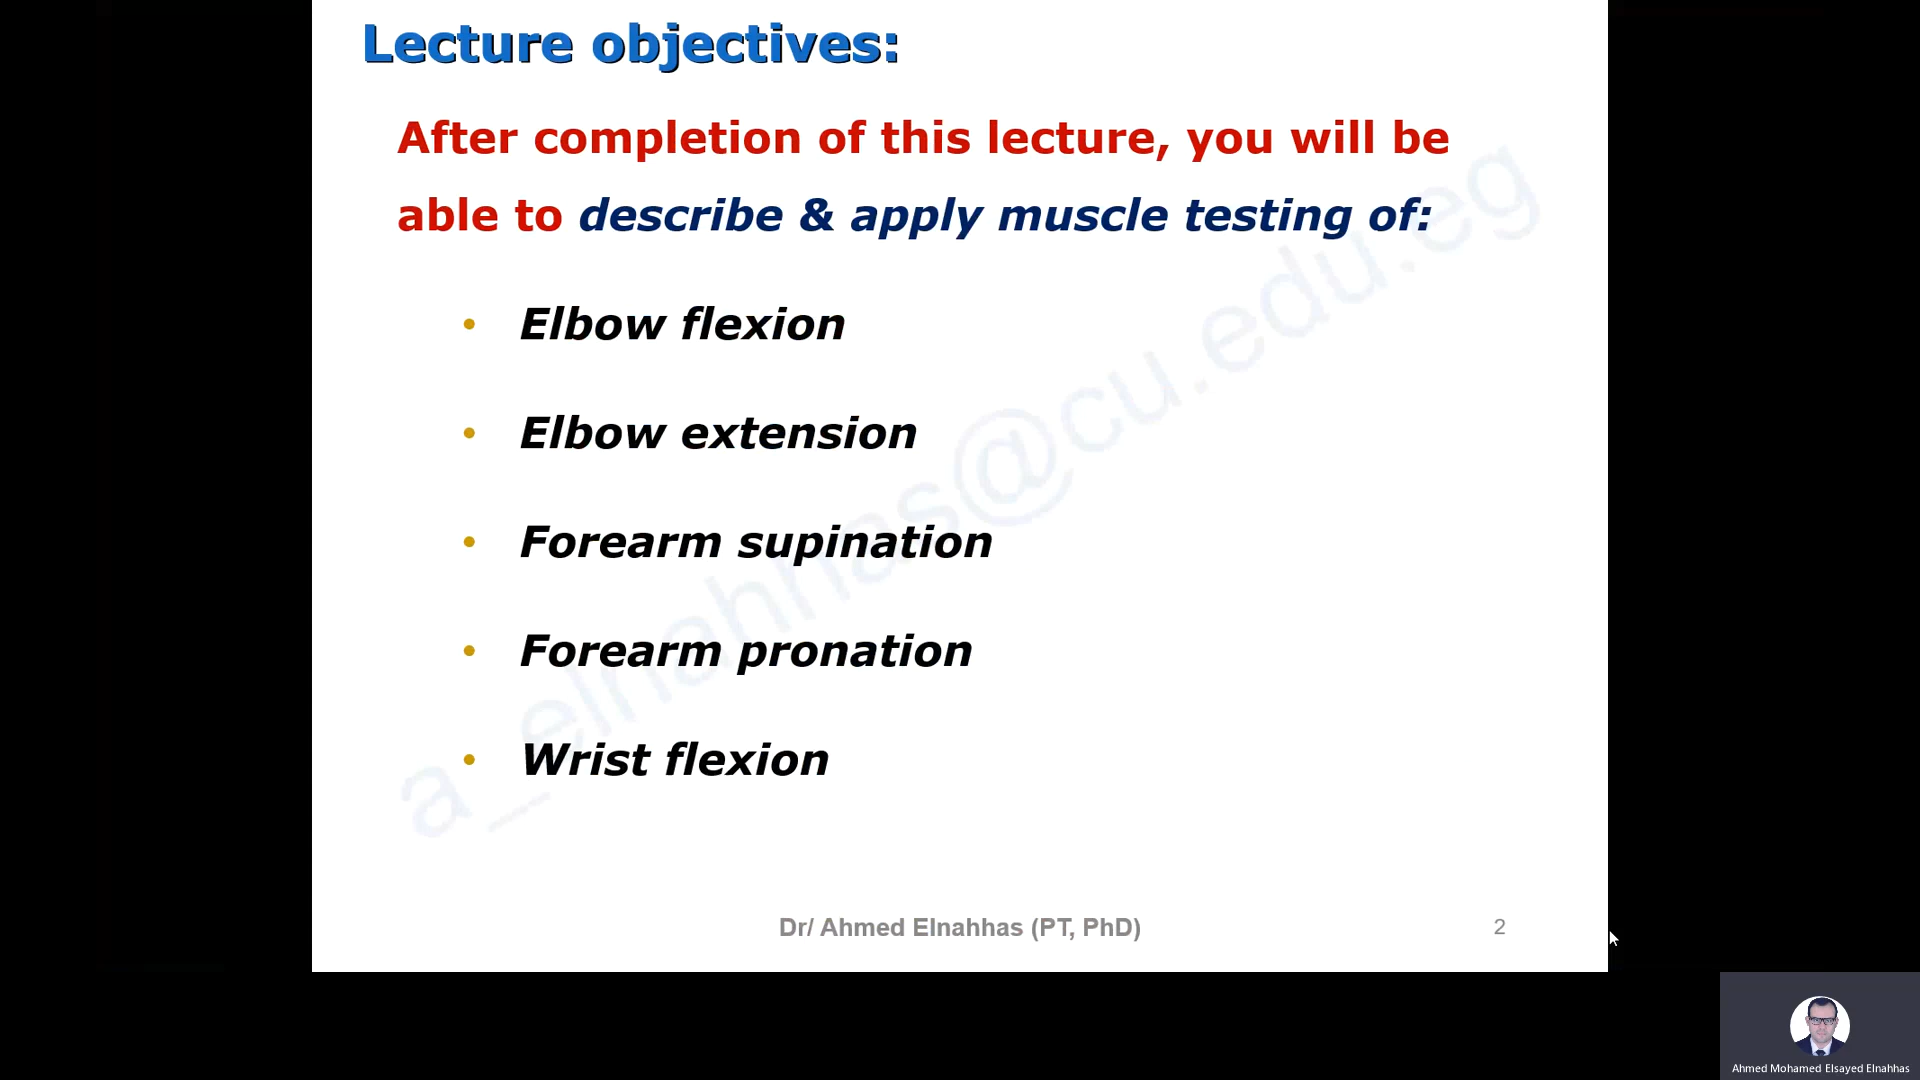 Lecture objectives:
After completion of this lecture, you will be
able to describe & apply muscle testing of:
• Elbow flexion
• Elbow extension
• Forearm supination
• Forearm pronation
• Wrist flexion
a_elnahhas@cu.edu.eg
Dr/ Ahmed Elnahhas (PT, PhD)
2
Ahmed Mohamed Elsayed Elnahhas